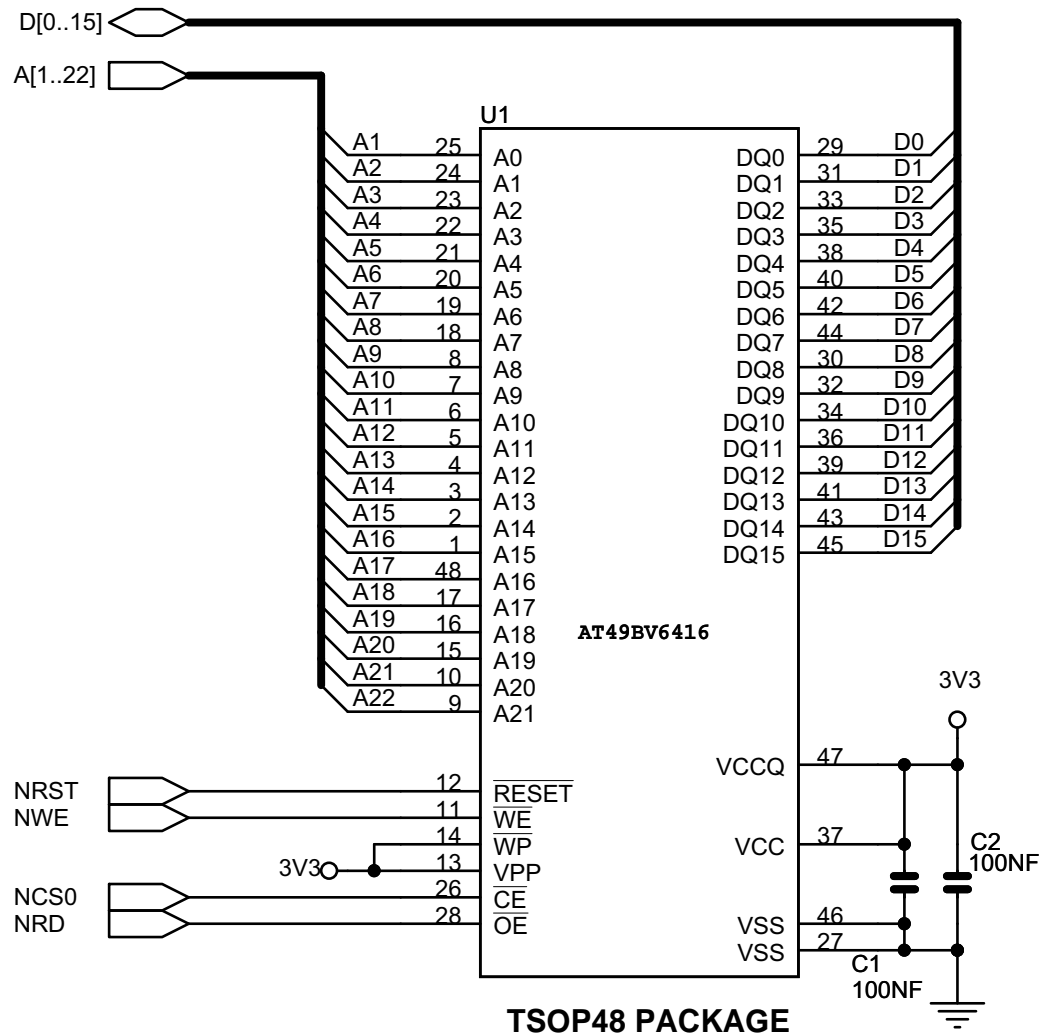 D[0..15]
A[1..22]
U1
A1 25 A0 DQ0 29 D0
A2 24 A1 DQ1 31 D1
A3 23 A2 DQ2 33 D2
A4 22 A3 DQ3 35 D3
A5 21 A4 DQ4 38 D4
A6 20 A5 DQ5 40 D5
A7 19 A6 DQ6 42 D6
A8 18 A7 DQ7 44 D7
A9 8 A8 DQ8 30 D8
A10 7 A9 DQ9 32 D9
A11 6 A10 DQ10 34 D10
A12 5 A11 DQ11 36 D11
A13 4 A12 DQ12 39 D12
A14 3 A13 DQ13 41 D13
A15 2 A14 DQ14 43 D14
A16 1 A15 DQ15 45 D15
A17 48 A16
A18 17 A17
A19 16 A18
AT49BV6416
A20 15 A19
A21 10 A20
A22 9 A21
3V3
VCCQ 47
NRST 12 RESET
NWE 11 WE
14 WP
VCC 37
3V3 13 VPP
C2
100NF
NCS0 26 CE
NRD 28 OE
VSS 46
VSS 27
C1
100NF
TSOP48 PACKAGE